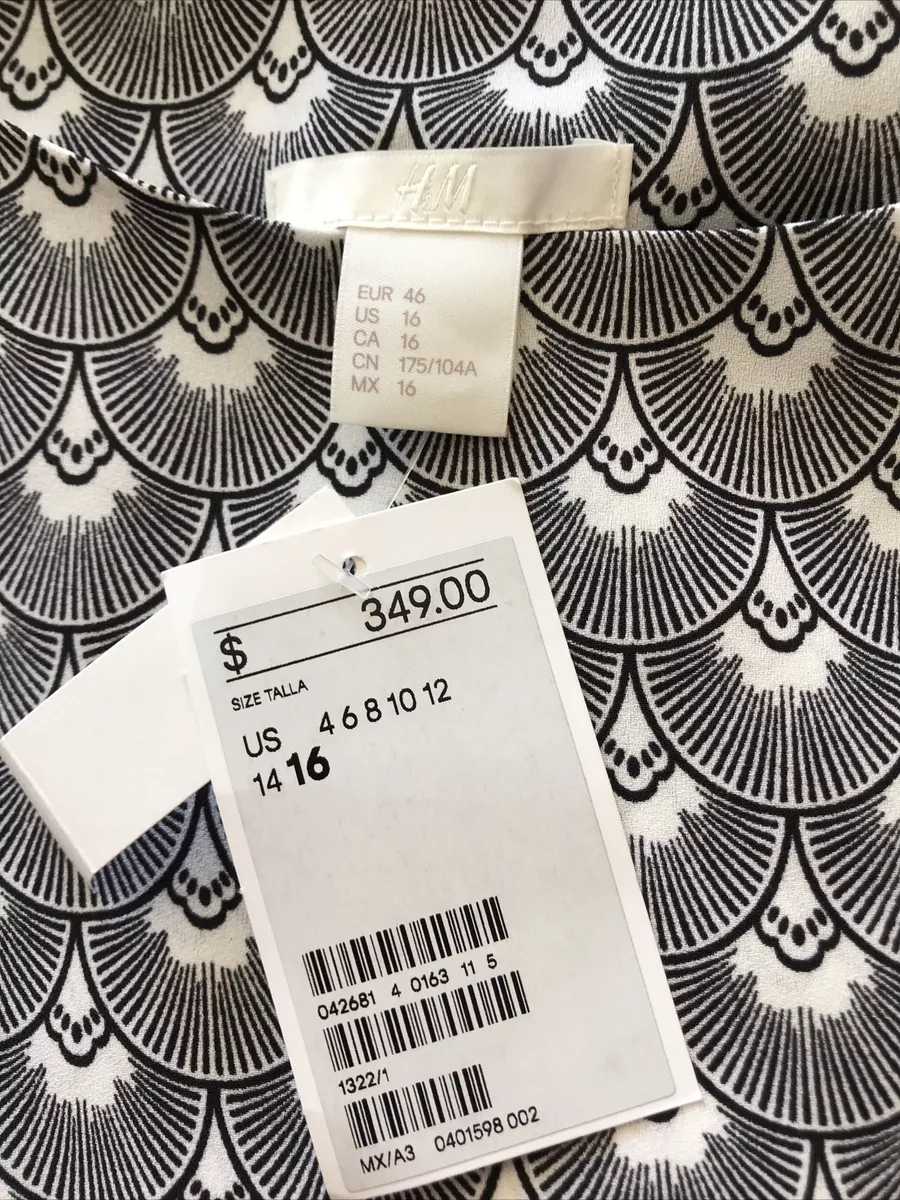 H&M
EUR 46
US 16
CA 16
CN 175/104A
MX 16
$ 349.00
SIZE TALLA
US 4 6 8 10 12
14 16
042681 4 0163 11 5
1322/1
MX/A3 0401598 002